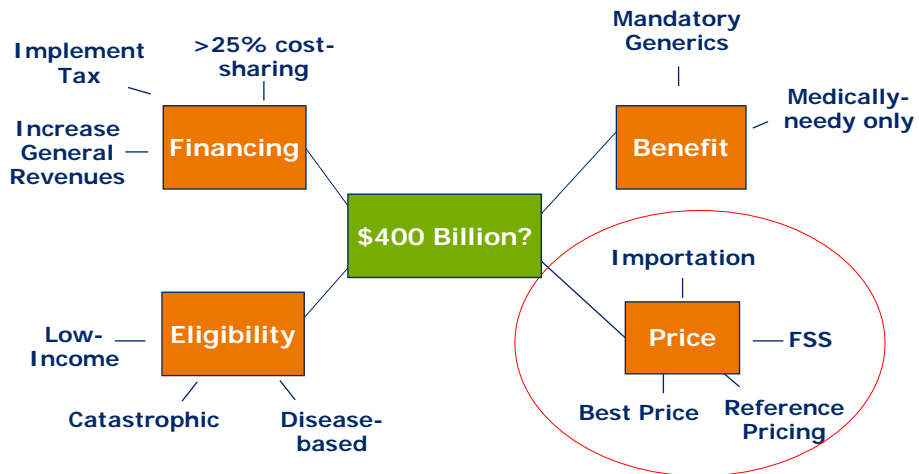 Implement
Tax
>25% cost-
sharing
Increase
General
Revenues
Financing
Mandatory
Generics
Medically-
needy only
Benefit
$400 Billion?
Low-
Income
Eligibility
Catastrophic
Disease-
based
Importation
Price
FSS
Best Price
Reference
Pricing